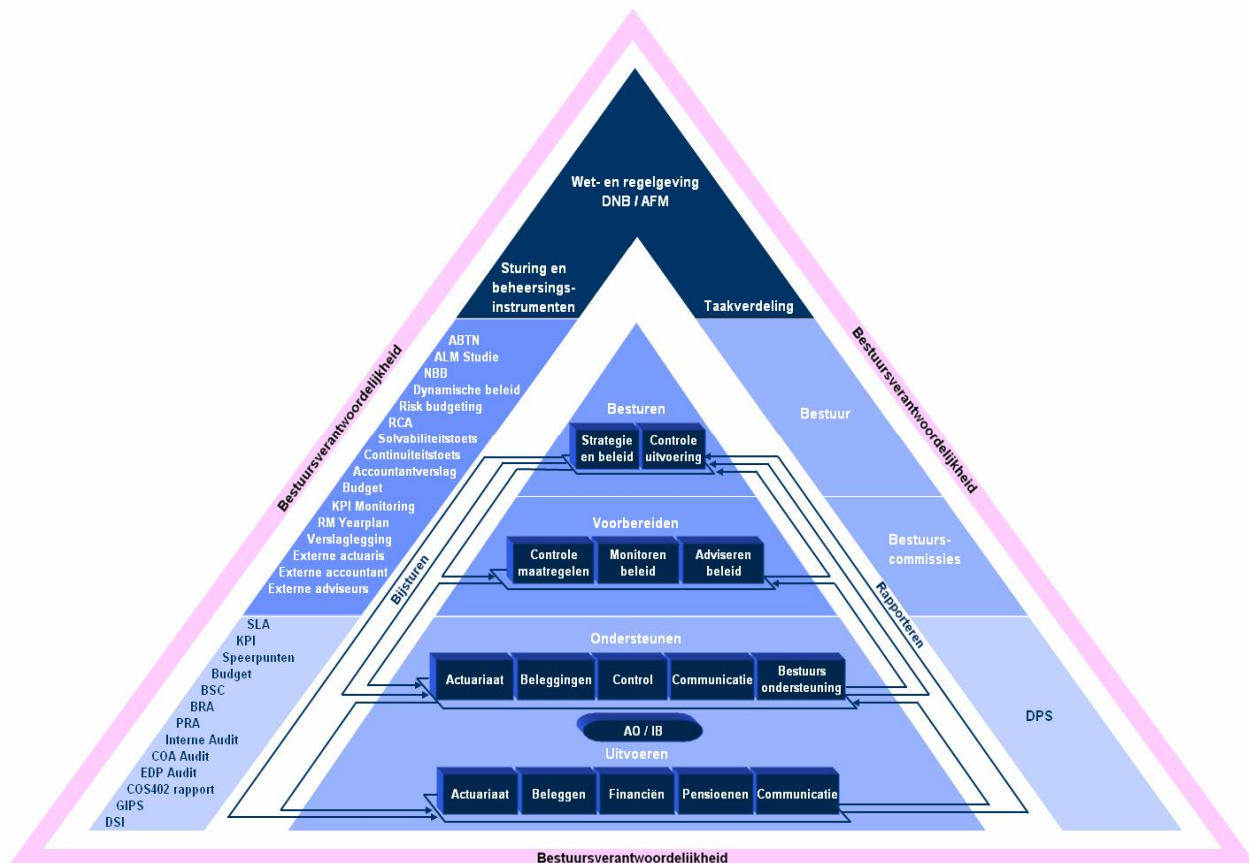 Wet- en regelgeving
DNB / AFM
Sturing en
beheersings-
instrumenten
Taakverdeling
Bestuursverantwoordelijkheid
Bestuursverantwoordelijkheid
ABTN
ALM Studie
NBB
Dynamische beleid
Risk budgeting
RCA
Solvabiliteitstoets
Continuiteitstoets
Accountantverslag
Budget
KPI Monitoring
RM Yearplan
Verslaglegging
Externe actuaris
Externe accountant
Externe adviseurs
SLA
KPI
Speerpunten
Budget
BSC
BRA
PRA
Interne Audit
COA Audit
EDP Audit
COS402 rapport
GIPS
DSI
Bijsturen
Besturen
Strategie
en beleid
Controle
uitvoering
Voorbereiden
Controle
maatregelen
Monitoren
beleid
Adviseren
beleid
Ondersteunen
Actuariaat
Beleggingen
Control
Communicatie
Bestuurs
ondersteuning
AO / IB
Uitvoeren
Actuariaat
Beleggen
Financiën
Pensioenen
Communicatie
Rapporteren
Bestuur
Bestuurs-
commissies
DPS
Bestuursverantwoordelijkheid